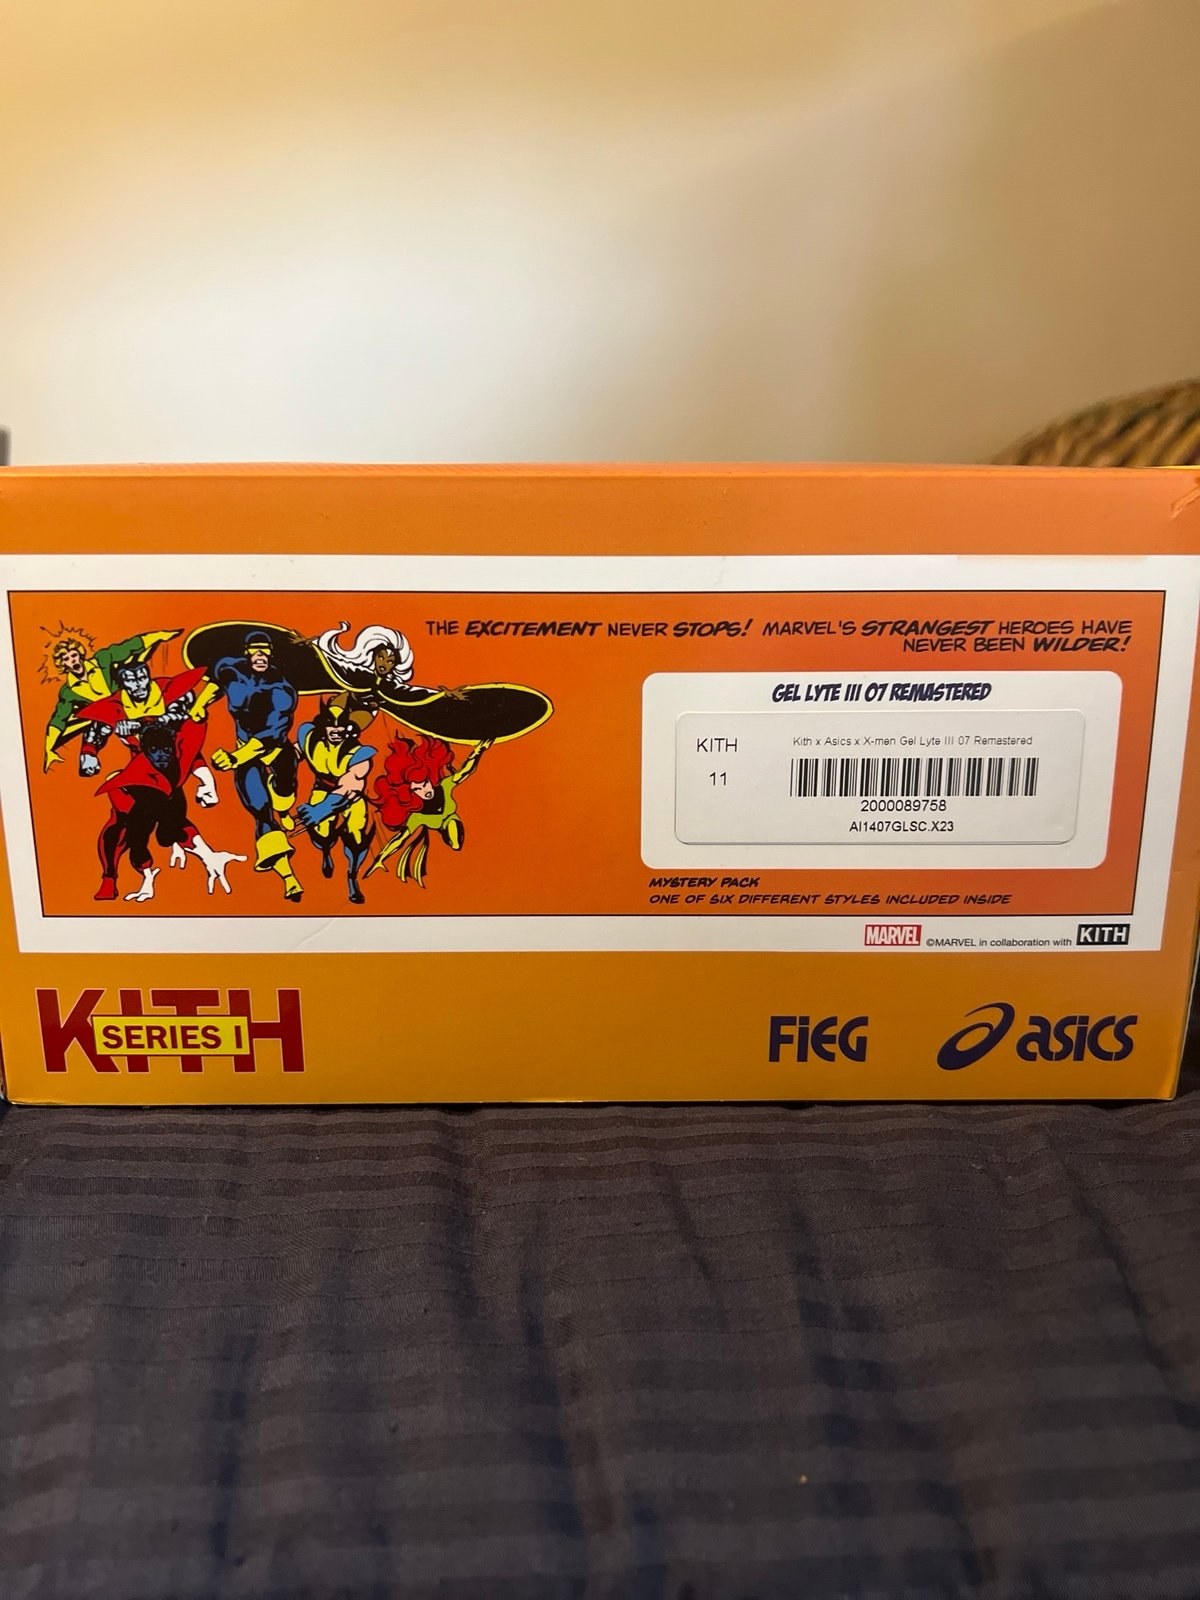 THE EXCITEMENT NEVER STOPS! MARVEL'S STRANGEST HEROES HAVE
NEVER BEEN WILDER!
GEL LYTE III 07 REMASTERED
KITH
Kith x Asics x X-men Gel Lyte III 07 Remastered
11
2000089758
AI1407GLSC.X23
MYSTERY PACK
ONE OF SIX DIFFERENT STYLES INCLUDED INSIDE
MARVEL ©MARVEL in collaboration with KITH
KITH
SERIES I
FIEG
asics